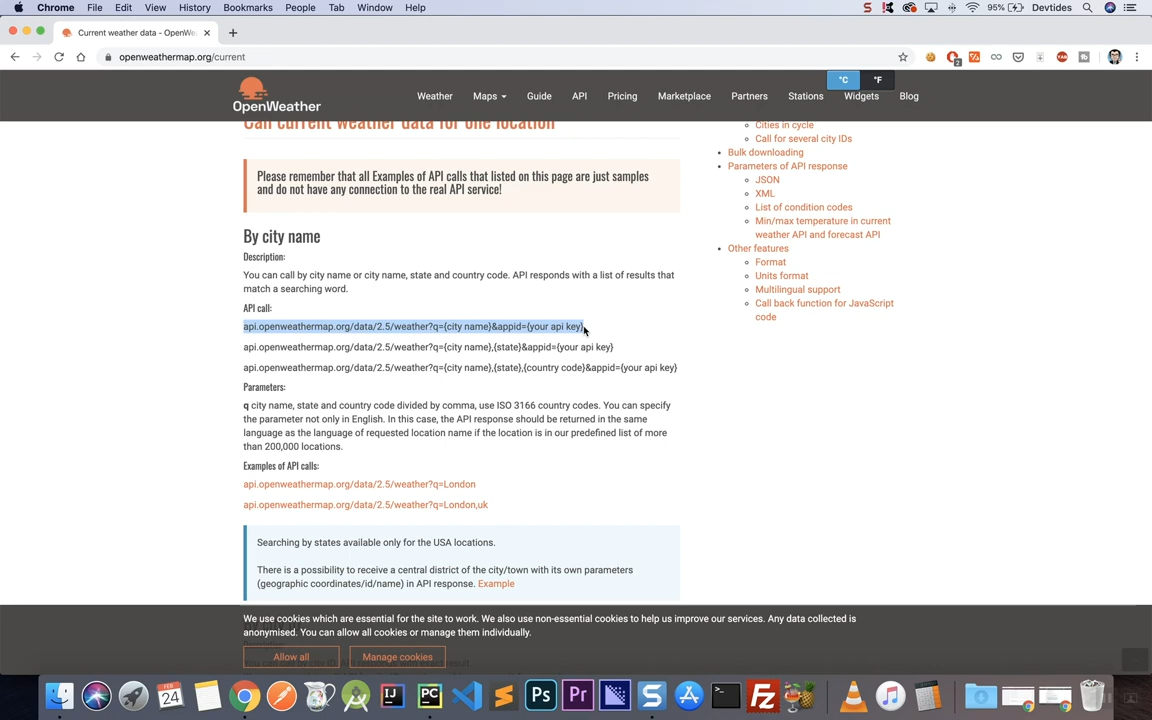 Chrome File Edit View History Bookmarks People Tab Window Help 95% Devtides
Current weather data - OpenWe
openweathermap.org/current
2
OpenWeather
Weather Maps Guide API Pricing Marketplace Partners Stations Widgets Blog
°C °F
Call current weather data for one location
Please remember that all Examples of API calls that listed on this page are just samples
and do not have any connection to the real API service!
By city name
Description:
You can call by city name or city name, state and country code. API responds with a list of results that
match a searching word.
API call:
api.openweathermap.org/data/2.5/weather?q={city name}&appid={your api key}
api.openweathermap.org/data/2.5/weather?q={city name},{state}&appid={your api key}
api.openweathermap.org/data/2.5/weather?q={city name},{state},{country code}&appid={your api key}
Parameters:
q city name, state and country code divided by comma, use ISO 3166 country codes. You can specify
the parameter not only in English. In this case, the API response should be returned in the same
language as the language of requested location name if the location is in our predefined list of more
than 200,000 locations.
Examples of API calls:
api.openweathermap.org/data/2.5/weather?q=London
api.openweathermap.org/data/2.5/weather?q=London,uk
Searching by states available only for the USA locations.
There is a possibility to receive a central district of the city/town with its own parameters
(geographic coordinates/id/name) in API response. Example
Cities in cycle
Call for several city IDs
Bulk downloading
Parameters of API response
JSON
XML
List of condition codes
Min/max temperature in current
weather API and forecast API
Other features
Format
Units format
Multilingual support
Call back function for JavaScript
code
We use cookies which are essential for the site to work. We also use non-essential cookies to help us improve our services. Any data collected is
anonymised. You can allow all cookies or manage them individually.
Allow all Manage cookies
FEB
24
IJ
PC
Ps
Pr
S
FZ